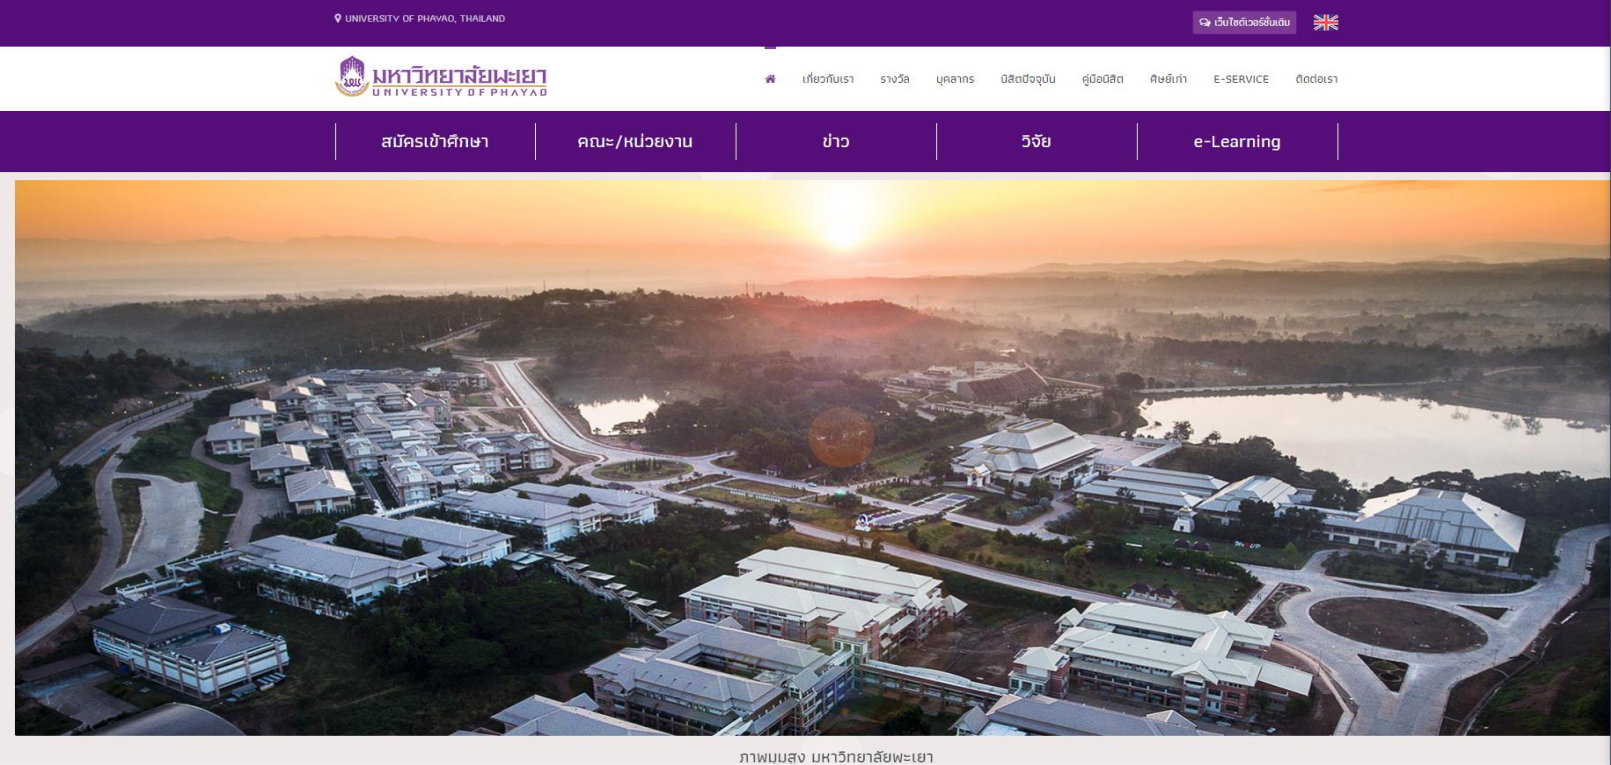 UNIVERSITY OF PHAYAO, THAILAND
เว็บไซต์เวอร์ชั่นเดิม
มหาวิทยาลัยพะเยา
UNIVERSITY OF PHAYAO
เกี่ยวกับเรา รางวัล บุคลากร นิสิตปัจจุบัน คู่มือนิสิต ศิษย์เก่า E-SERVICE ติดต่อเรา
สมัครเข้าศึกษา คณะ/หน่วยงาน ข่าว วิจัย e-Learning
ภาพมุมสูง มหาวิทยาลัยพะเยา